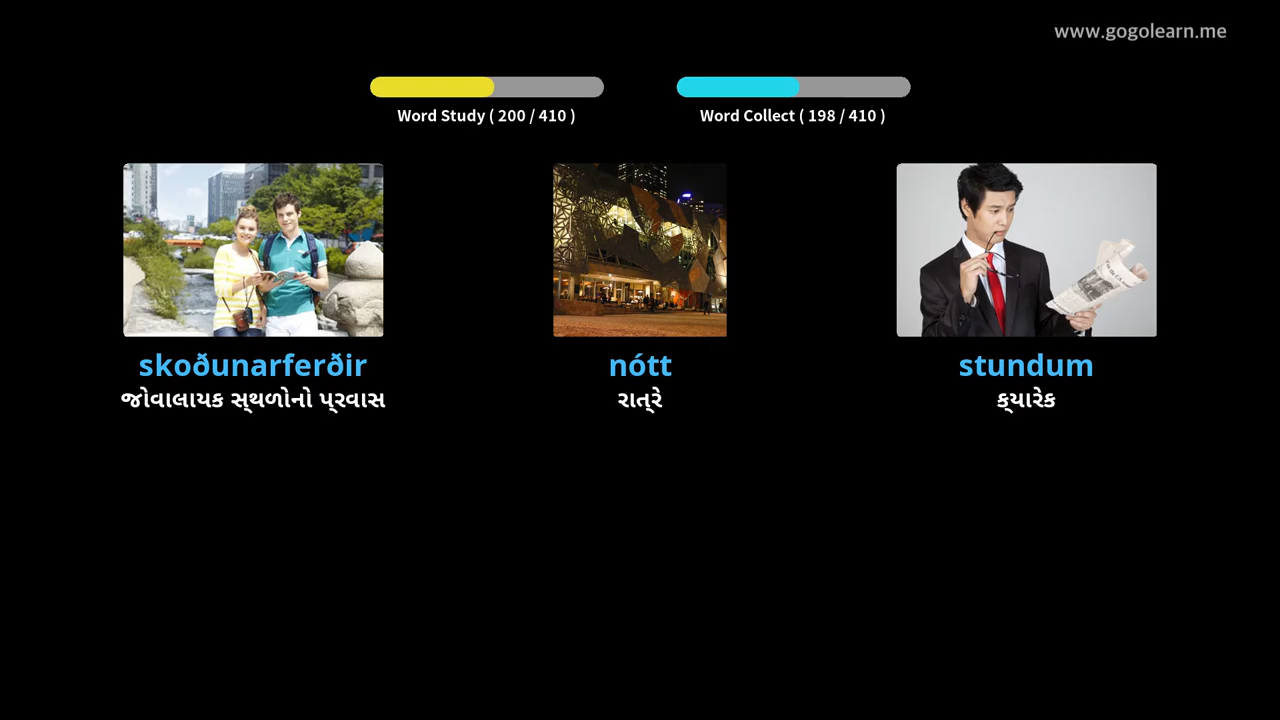 www.gogolearn.me
Word Study ( 200 / 410 )
Word Collect ( 198 / 410 )
skoðunarferðir
જોવાલાયક સ્થળોનો પ્રવાસ
nótt
રાત્રે
stundum
ક્યારેક